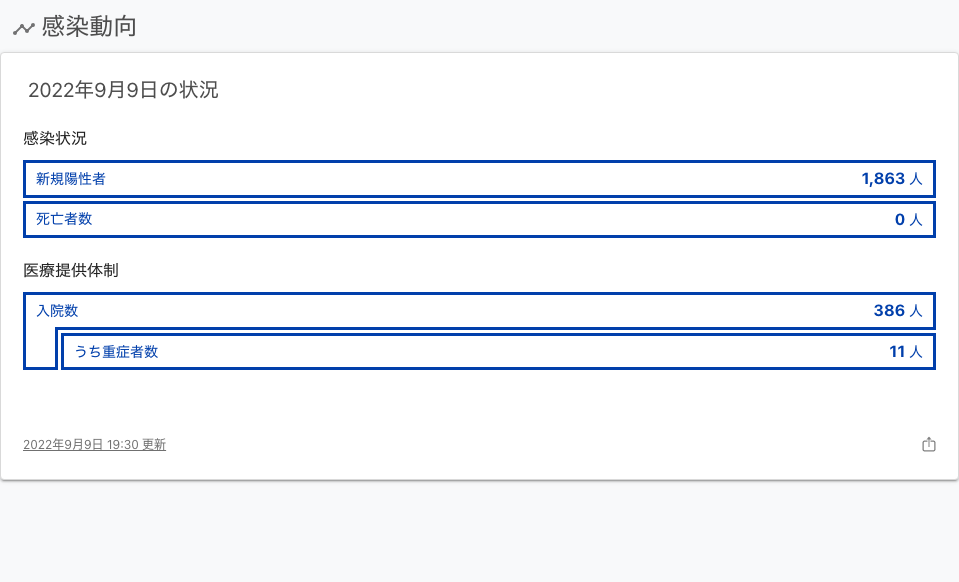 感染動向
2022年9月9日の状況
感染状況
新規陽性者 1,863 人
死亡者数 0 人
医療提供体制
入院数 386 人
うち重症者数 11 人
2022年9月9日 19:30 更新